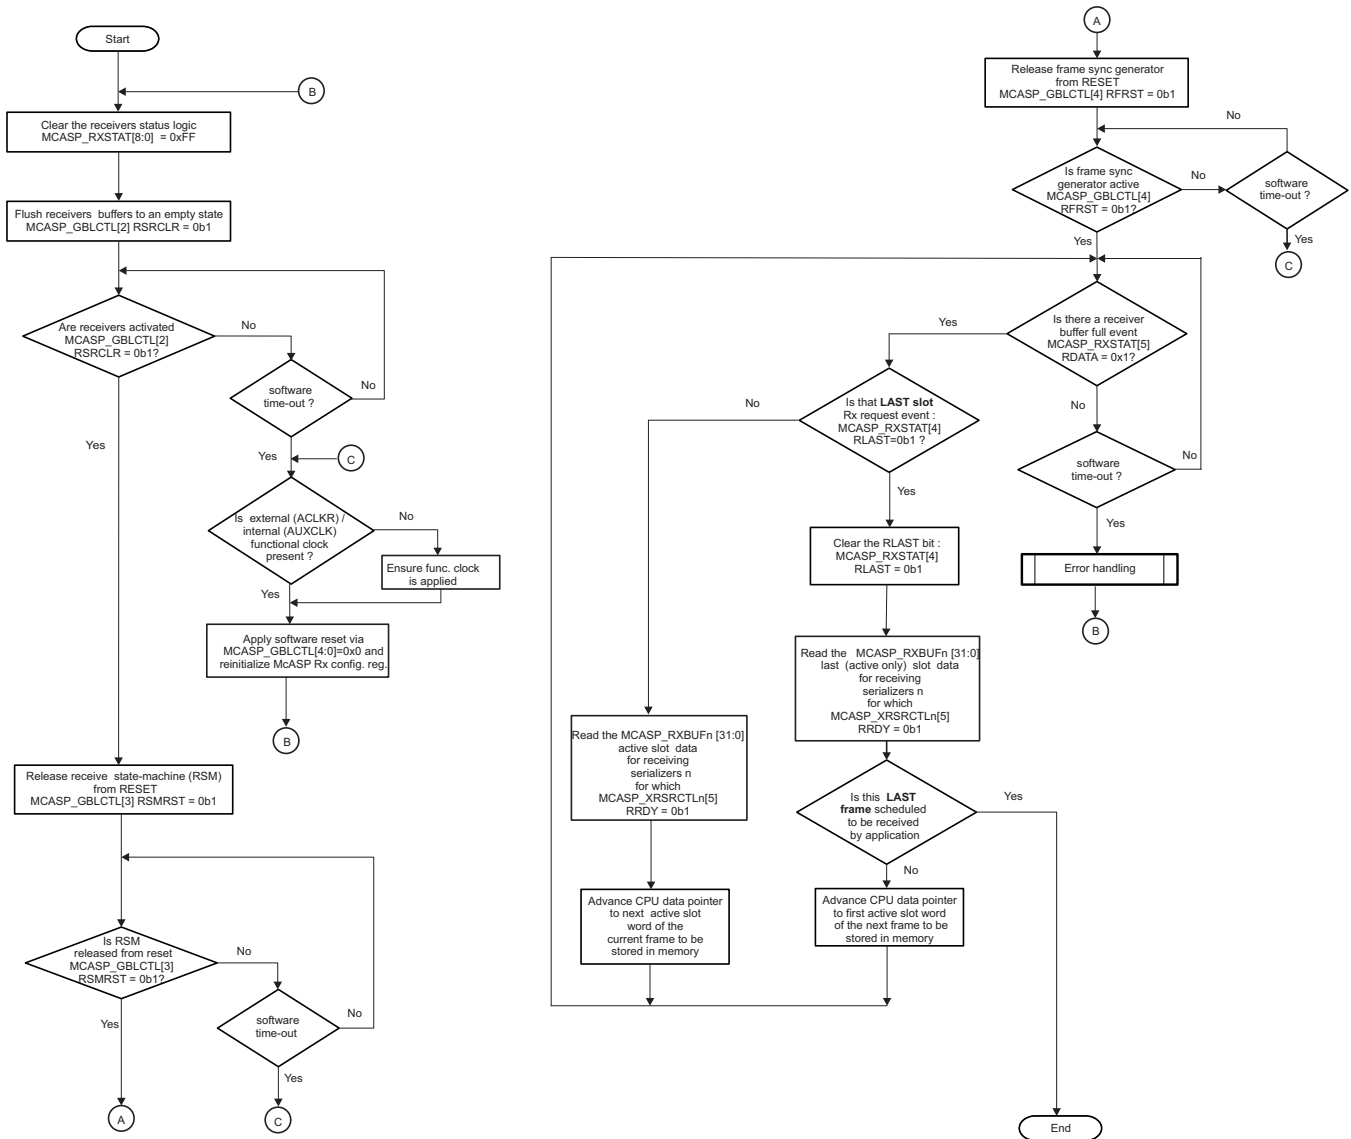 Start
B
Clear the receivers status logic
MCASP_RXSTAT[8:0] = 0xFF
Flush receivers buffers to an empty state
MCASP_GBLCTL[2] RSRCLR = 0b1
Are receivers activated
MCASP_GBLCTL[2]
RSRCLR = 0b1?
No
software
time-out ?
No
Yes
Yes
C
Is external (ACLKR) /
internal (AUXCLK)
functional clock
present ?
No
Ensure func. clock
is applied
Yes
Apply software reset via
MCASP_GBLCTL[4:0]=0x0 and
reinitialize McASP Rx config. reg.
B
Release receive state-machine (RSM)
from RESET
MCASP_GBLCTL[3] RSMRST = 0b1
Is RSM
released from reset
MCASP_GBLCTL[3]
RSMRST = 0b1?
No
software
time-out
No
Yes
Yes
A
C
A
Release frame sync generator
from RESET
MCASP_GBLCTL[4] RFRST = 0b1
No
Is frame sync
generator active
MCASP_GBLCTL[4]
RFRST = 0b1?
No
software
time-out ?
Yes
Yes
C
Is there a receiver
buffer full event
MCASP_RXSTAT[5]
RDATA = 0x1?
Yes
No
Is that LAST slot
Rx request event :
MCASP_RXSTAT[4]
RLAST=0b1 ?
No
software
time-out ?
No
Yes
Yes
Clear the RLAST bit :
MCASP_RXSTAT[4]
RLAST = 0b1
Error handling
B
Read the MCASP_RXBUFn [31:0]
last (active only) slot data
for receiving
serializers n
for which
MCASP_XRSRCTLn[5]
RRDY = 0b1
Read the MCASP_RXBUFn [31:0]
active slot data
for receiving
serializers n
for which
MCASP_XRSRCTLn[5]
RRDY = 0b1
Is this LAST
frame scheduled
to be received
by application
Yes
No
Advance CPU data pointer
to next active slot
word of the
current frame to be
stored in memory
Advance CPU data pointer
to first active slot word
of the next frame to be
stored in memory
End